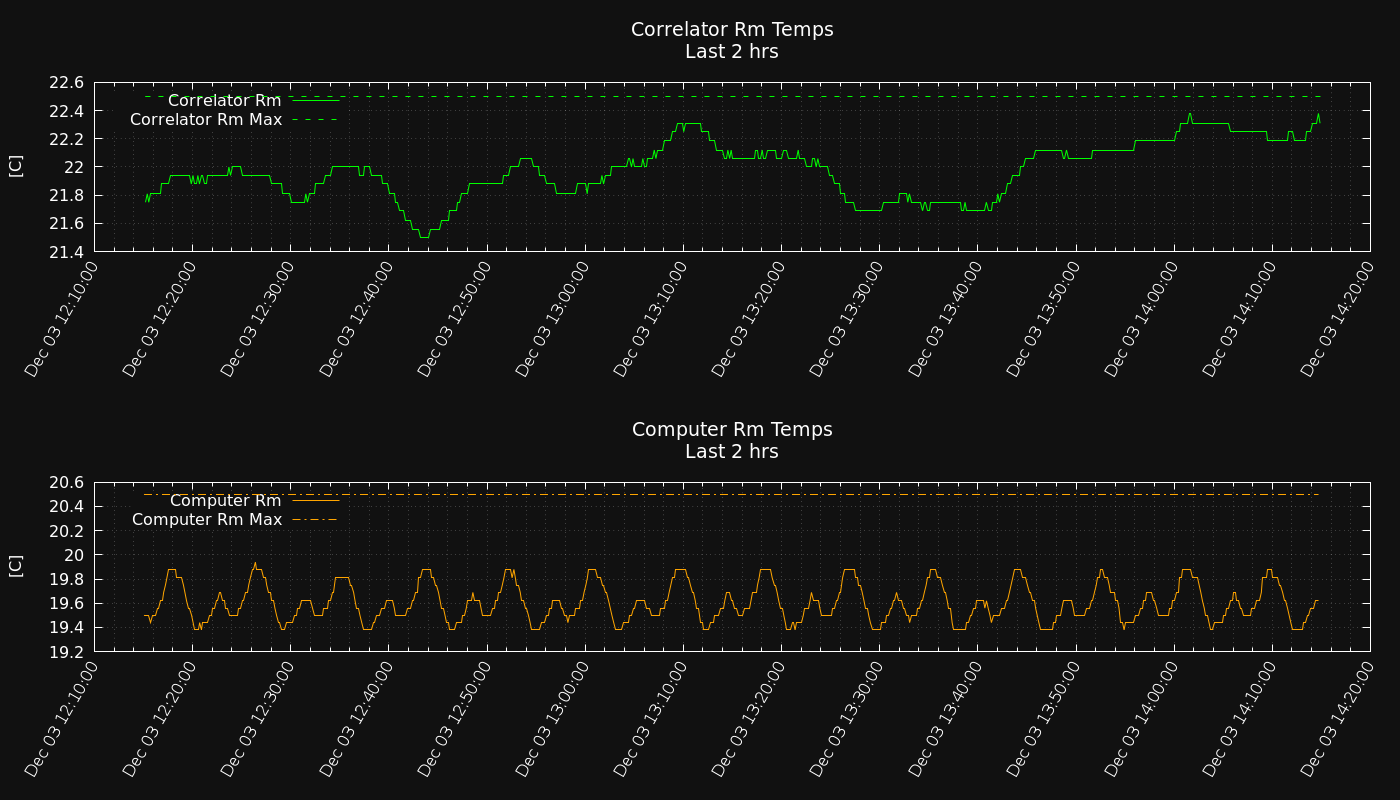 Correlator Rm Temps
Last 2 hrs
22.6
22.4
22.2
22
21.8
21.6
21.4
[C]
Correlator Rm
Correlator Rm Max
Dec 03 12:10:00
Dec 03 12:20:00
Dec 03 12:30:00
Dec 03 12:40:00
Dec 03 12:50:00
Dec 03 13:00:00
Dec 03 13:10:00
Dec 03 13:20:00
Dec 03 13:30:00
Dec 03 13:40:00
Dec 03 13:50:00
Dec 03 14:00:00
Dec 03 14:10:00
Dec 03 14:20:00
Computer Rm Temps
Last 2 hrs
20.6
20.4
20.2
20
19.8
19.6
19.4
19.2
[C]
Computer Rm
Computer Rm Max
Dec 03 12:10:00
Dec 03 12:20:00
Dec 03 12:30:00
Dec 03 12:40:00
Dec 03 12:50:00
Dec 03 13:00:00
Dec 03 13:10:00
Dec 03 13:20:00
Dec 03 13:30:00
Dec 03 13:40:00
Dec 03 13:50:00
Dec 03 14:00:00
Dec 03 14:10:00
Dec 03 14:20:00